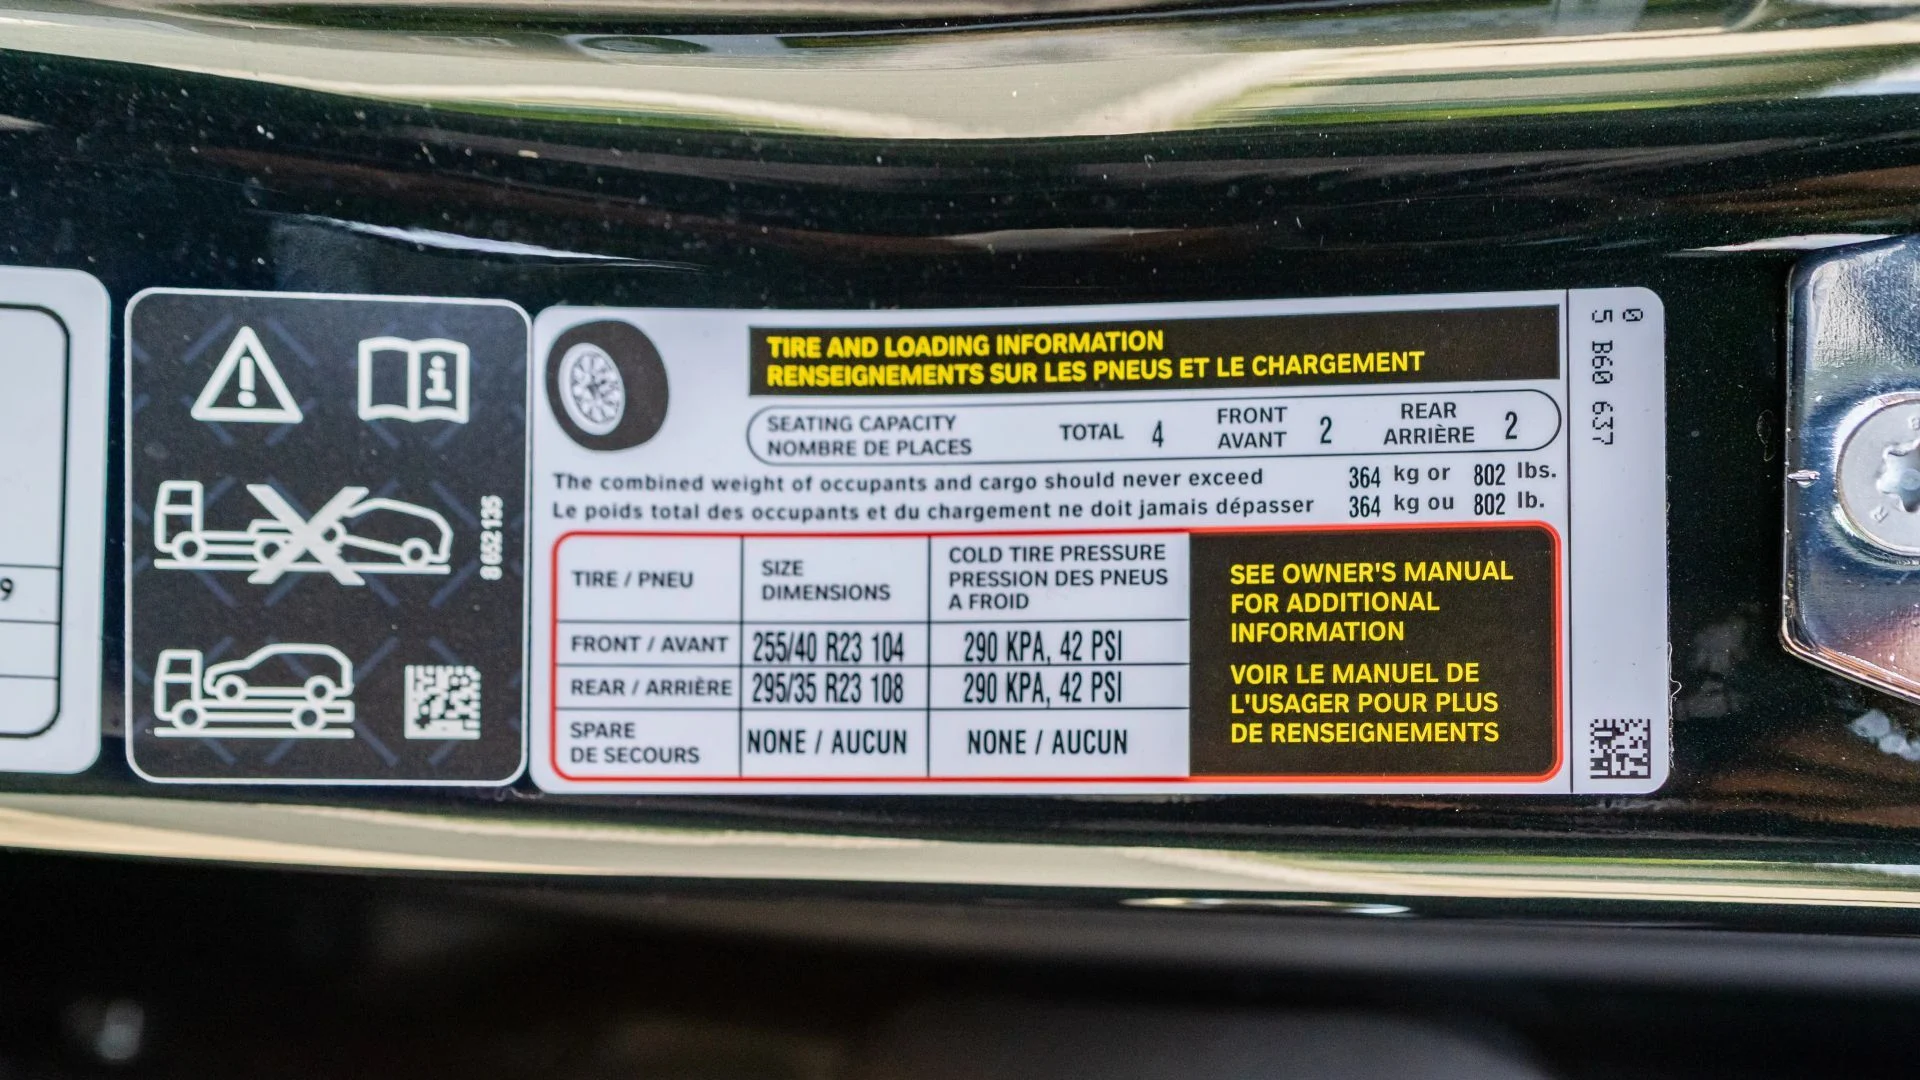 9
8 652 135
TIRE AND LOADING INFORMATION
RENSEIGNEMENTS SUR LES PNEUS ET LE CHARGEMENT
SEATING CAPACITY
NOMBRE DE PLACES
TOTAL 4
FRONT
AVANT 2
REAR
ARRIÈRE 2
The combined weight of occupants and cargo should never exceed 364 kg or 802 lbs.
Le poids total des occupants et du chargement ne doit jamais dépasser 364 kg ou 802 lb.
TIRE / PNEU
SIZE
DIMENSIONS
COLD TIRE PRESSURE
PRESSION DES PNEUS
A FROID
FRONT / AVANT 255/40 R23 104 290 KPA, 42 PSI
REAR / ARRIÈRE 295/35 R23 108 290 KPA, 42 PSI
SPARE
DE SECOURS
NONE / AUCUN NONE / AUCUN
SEE OWNER'S MANUAL
FOR ADDITIONAL
INFORMATION
VOIR LE MANUEL DE
L'USAGER POUR PLUS
DE RENSEIGNEMENTS
0
5 B60 637